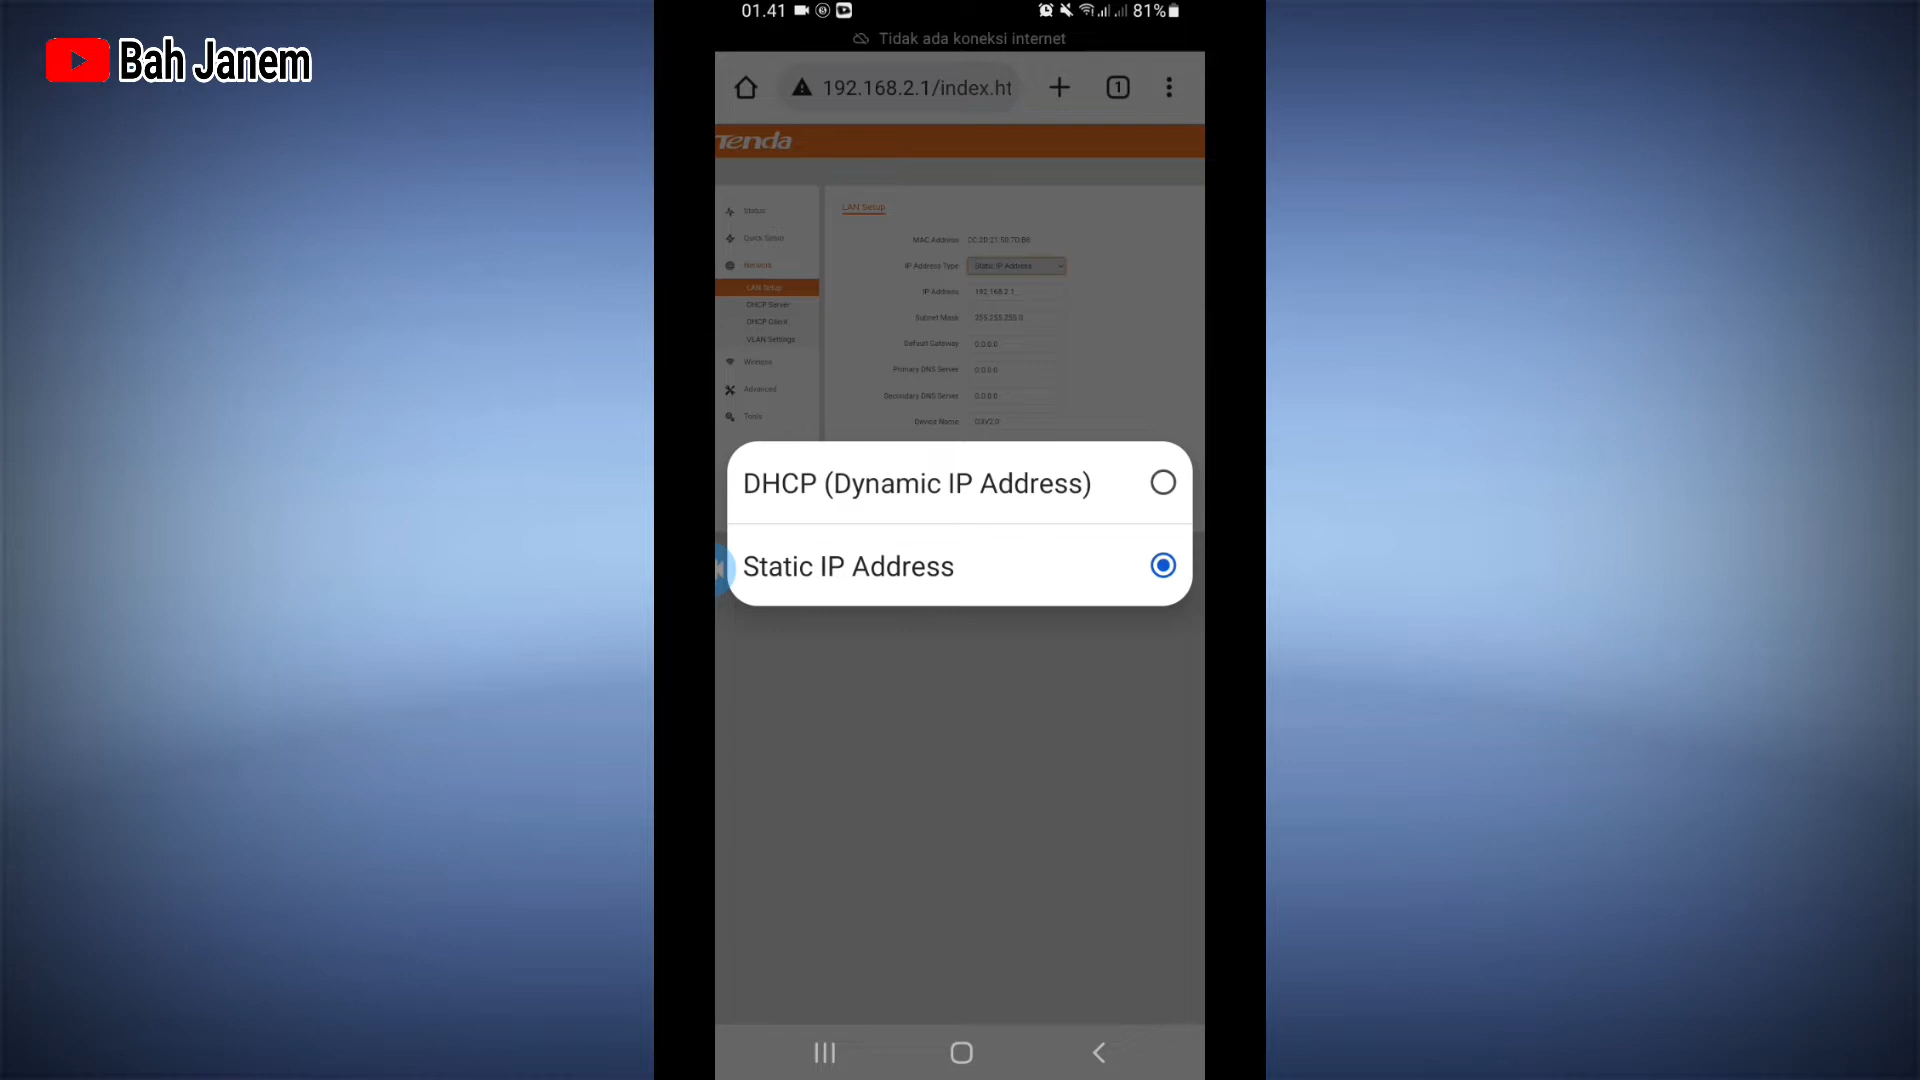 Bah Janem
01.41
81%
Tidak ada koneksi internet
192.168.2.1/index.ht
1
Tenda
Status
Quick Setup
Network
LAN Setup
DHCP Server
DHCP Client
VLAN Settings
Wireless
Advanced
Tools
LAN Setup
MAC Address
IP Address Type Static IP Address
IP Address 192.168.2.1
Subnet Mask 255.255.255.0
Default Gateway 0.0.0.0
Primary DNS Server 0.0.0.0
Decondary DNS Server 0.0.0.0
Device Name
DHCP (Dynamic IP Address)
Static IP Address